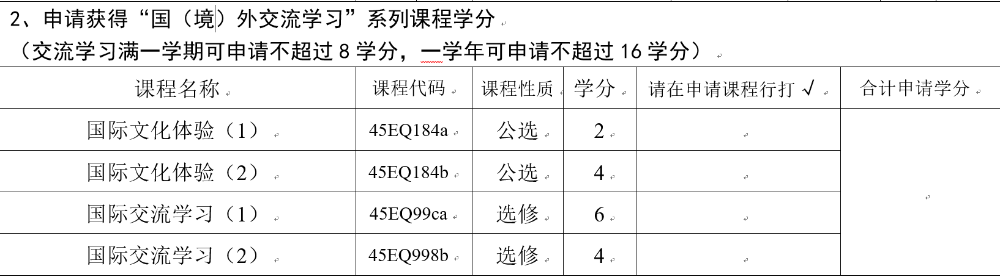 2、申请获得“国（境）外交流学习”系列课程学分
（交流学习满一学期可申请不超过 8 学分，一学年可申请不超过 16 学分）
课程名称 课程代码 课程性质 学分 请在申请课程行打 √ 合计申请学分
国际文化体验（1） 45EQ184a 公选 2
国际文化体验（2） 45EQ184b 公选 4
国际交流学习（1） 45EQ99ca 选修 6
国际交流学习（2） 45EQ998b 选修 4